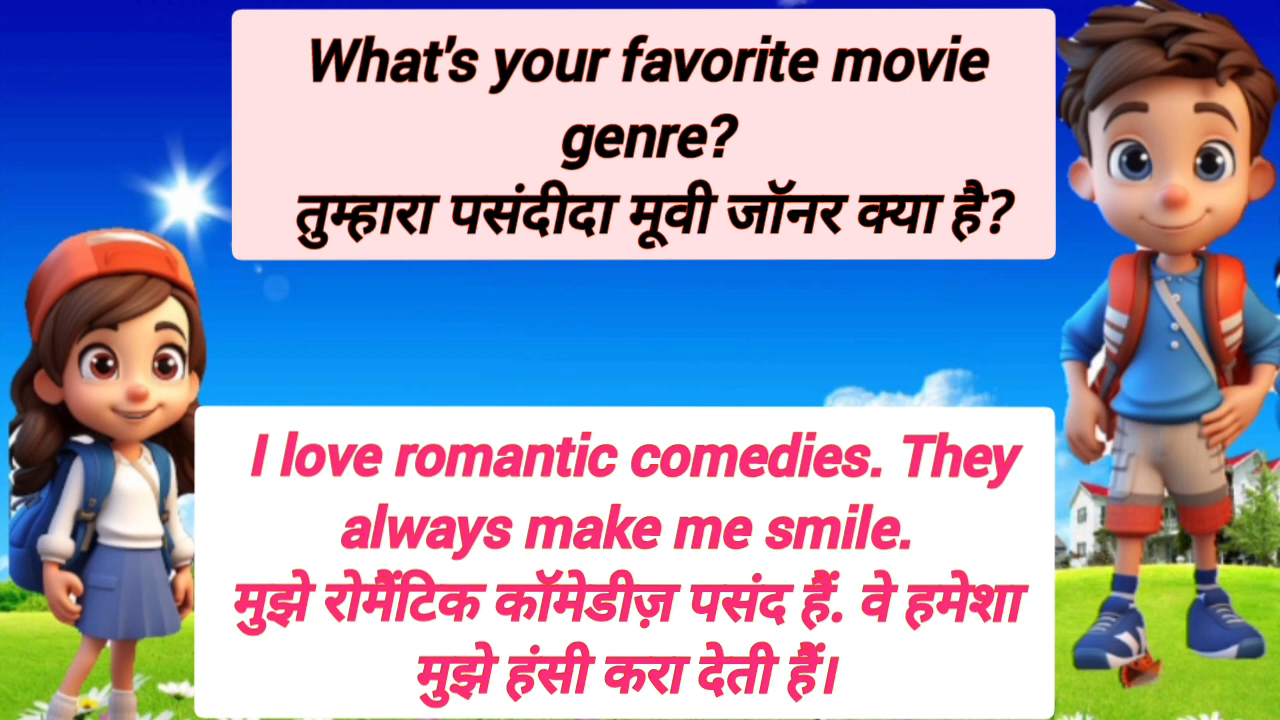 What's your favorite movie
genre?
तुम्हारा पसंदीदा मूवी जॉनर क्या है?
I love romantic comedies. They
always make me smile.
मुझे रोमैंटिक कॉमेडीज़ पसंद हैं. वे हमेशा
मुझे हंसी करा देती हैं।